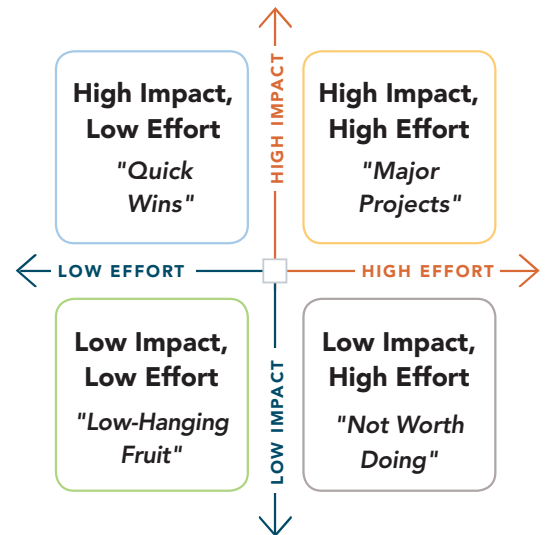 High Impact,
Low Effort
"Quick
Wins"
HIGH IMPACT
High Impact,
High Effort
"Major
Projects"
LOW EFFORT
HIGH EFFORT
Low Impact,
Low Effort
"Low-Hanging
Fruit"
LOW IMPACT
Low Impact,
High Effort
"Not Worth
Doing"